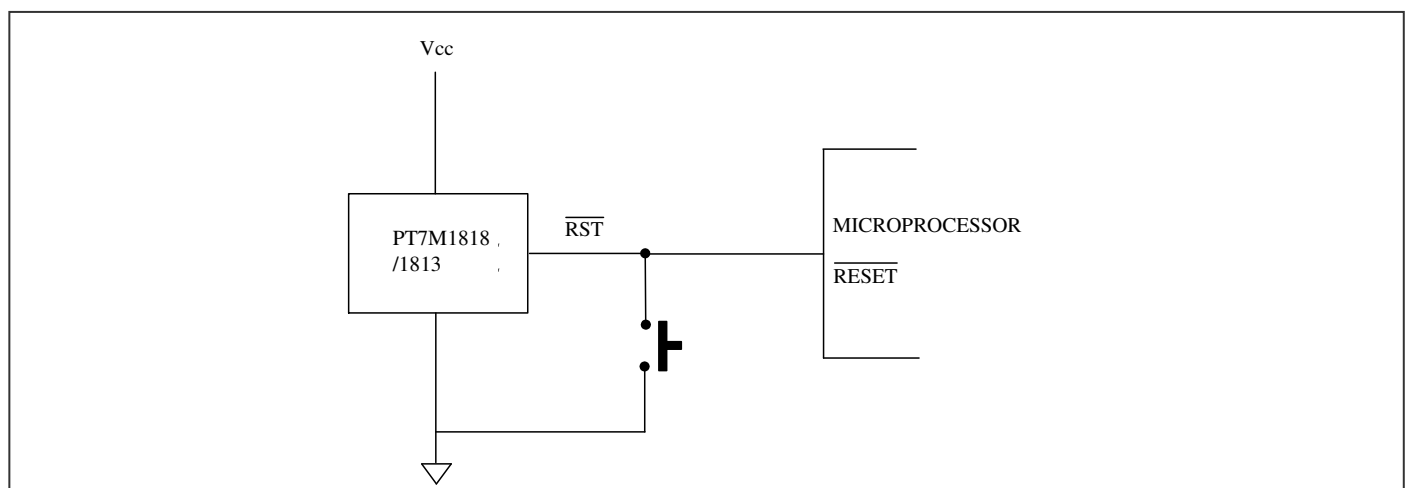 Vcc
PT7M1818
/1813
RST
MICROPROCESSOR
RESET